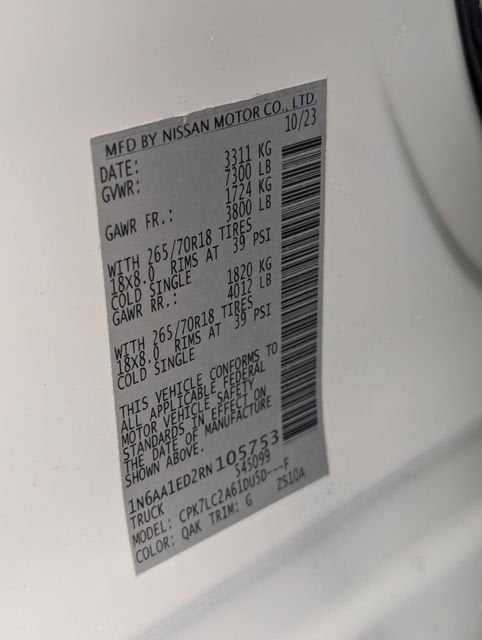 MFD BY NISSAN MOTOR CO., LTD.
DATE: 10/23
GVWR: 3311 KG
7300 LB
GAWR FR.: 1724 KG
3800 LB
WITH 265/70R18 TIRES
18X8.0 RIMS AT 39 PSI
COLD SINGLE
GAWR RR.: 1820 KG
4012 LB
WITH 265/70R18 TIRES
18X8.0 RIMS AT 39 PSI
COLD SINGLE
THIS VEHICLE CONFORMS TO
ALL APPLICABLE FEDERAL
MOTOR VEHICLE SAFETY
STANDARDS IN EFFECT ON
THE DATE OF MANUFACTURE
SHOWN ABOVE.
1N6AA1ED2RN105753
TRUCK 545099
MODEL: CPK7LC2A61DU5D---F
COLOR: QAK TRIM: G Z510A